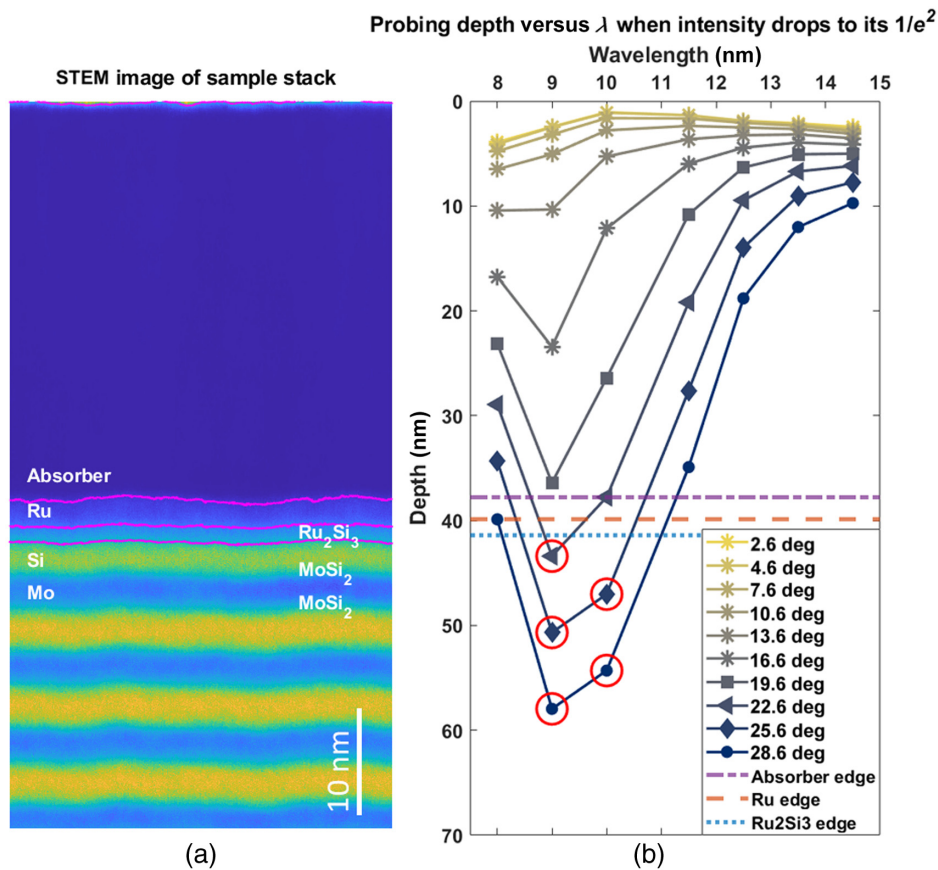 Probing depth versus λ when intensity drops to its 1/e²
Wavelength (nm)
STEM image of sample stack
8 9 10 11 12 13 14 15
0
10
20
30
40
50
60
70
Depth (nm)
Absorber
Ru
Ru₂Si₃
Si
MoSi₂
Mo
MoSi₂
10 nm
2.6 deg
4.6 deg
7.6 deg
10.6 deg
13.6 deg
16.6 deg
19.6 deg
22.6 deg
25.6 deg
28.6 deg
Absorber edge
Ru edge
Ru2Si3 edge
(a)
(b)